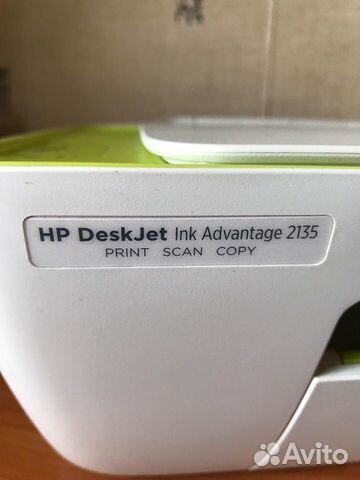 HP DeskJet Ink Advantage 2135
PRINT SCAN COPY
Avito